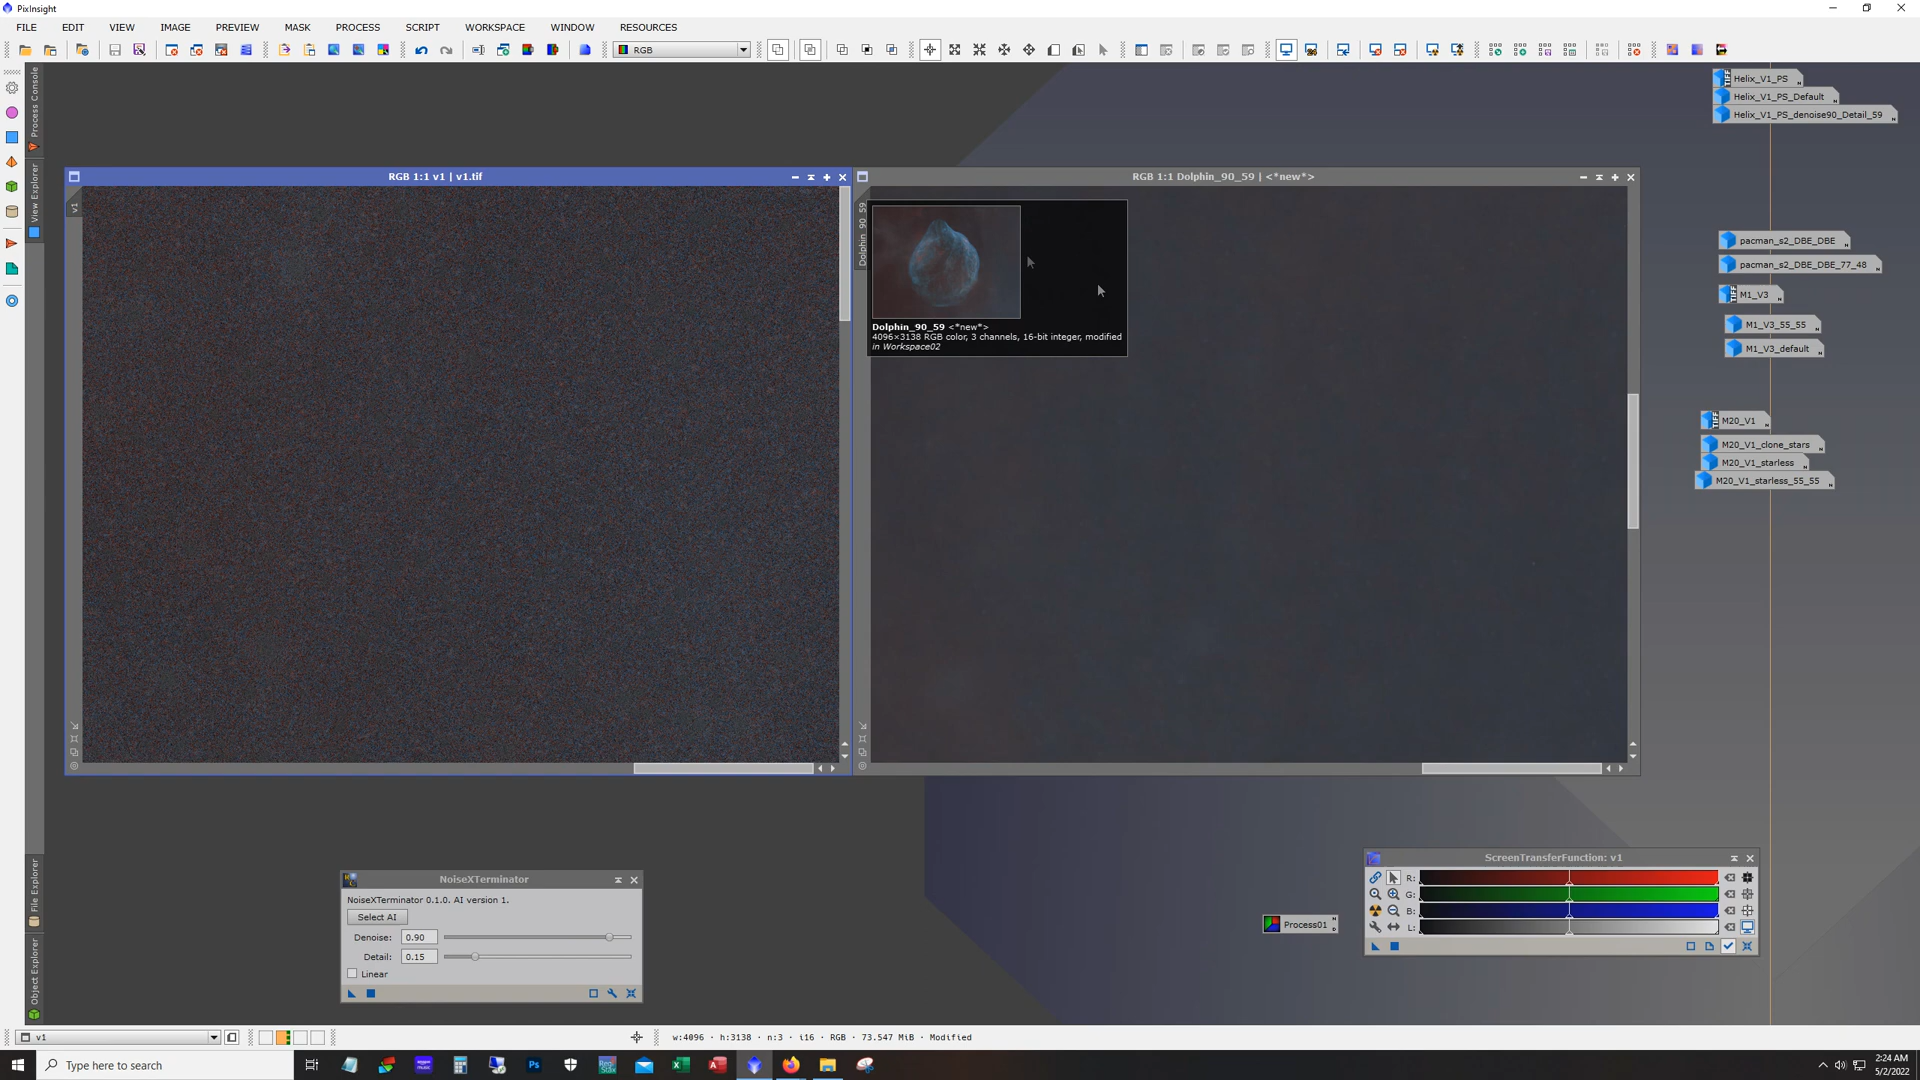 PixInsight
FILE EDIT VIEW IMAGE PREVIEW MASK PROCESS SCRIPT WORKSPACE WINDOW RESOURCES
RGB
Process Console
View Explorer
File Explorer
Object Explorer
RGB 1:1 v1 | v1.tif
v1
RGB 1:1 Dolphin_90_59 | <*new*>
Dolphin_90_59
Dolphin_90_59 <*new*>
4096×3138 RGB color, 3 channels, 16-bit integer, modified
in Workspace02
Helix_V1_PS
Helix_V1_PS_Default
Helix_V1_PS_denoise90_Detail_59
pacman_s2_DBE_DBE
pacman_s2_DBE_DBE_77_48
M1_V3
M1_V3_55_55
M1_V3_default
M20_V1
M20_V1_clone_stars
M20_V1_starless
M20_V1_starless_55_55
NoiseXTerminator
NoiseXTerminator 0.1.0. AI version 1.
Select AI
Denoise: 0.90
Detail: 0.15
Linear
Process01
ScreenTransferFunction: v1
R:
G:
B:
L:
v1
w:4096 · h:3138 · n:3 · i16 · RGB · 73.547 MiB · Modified
Type here to search
2:24 AM
5/2/2022